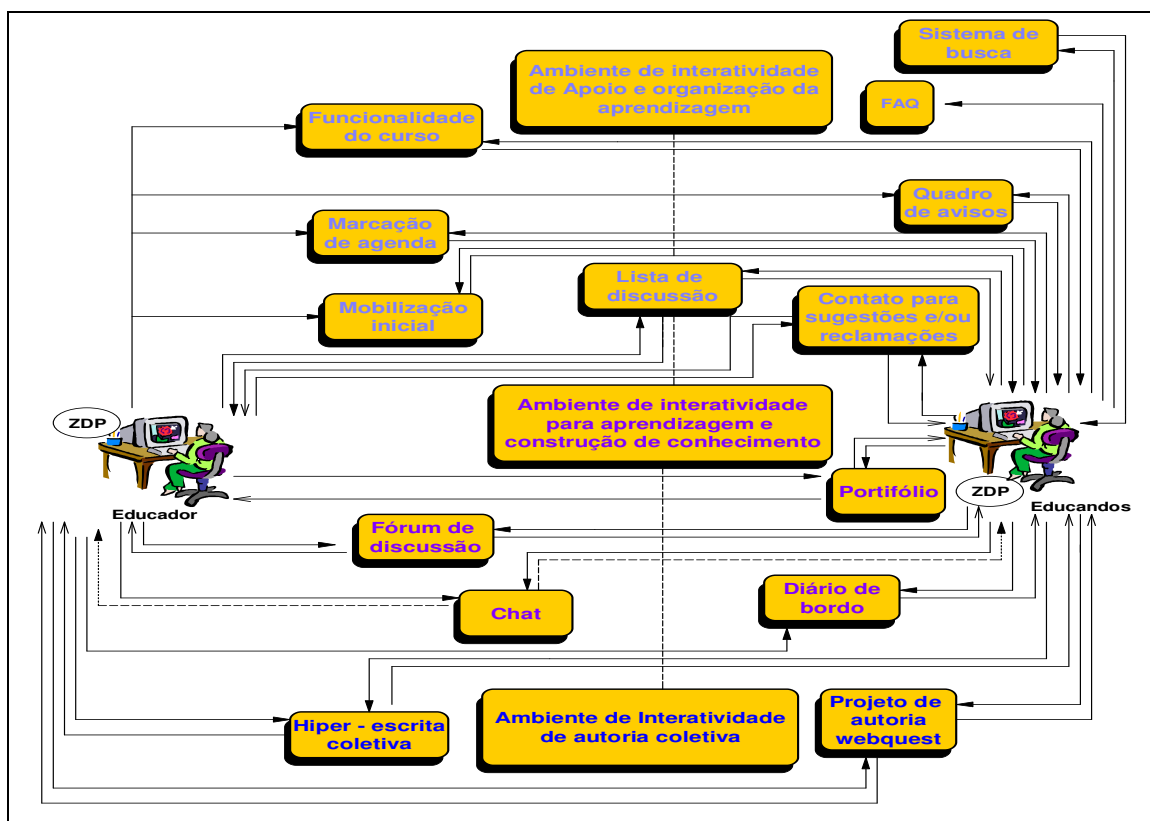 Sistema de
busca
Ambiente de interatividade
de Apoio e organização da
aprendizagem
FAQ
Funcionalidade
do curso
Quadro
de avisos
Marcação
de agenda
Lista de
discussão
Mobilização
inicial
Contato para
sugestões e/ou
reclamações
ZDP
Ambiente de interatividade
para aprendizagem e
construção de conhecimento
Portifólio
ZDP
Educador
Educandos
Fórum de
discussão
Chat
Diário de
bordo
Hiper - escrita
coletiva
Ambiente de Interatividade
de autoria coletiva
Projeto de
autoria
webquest